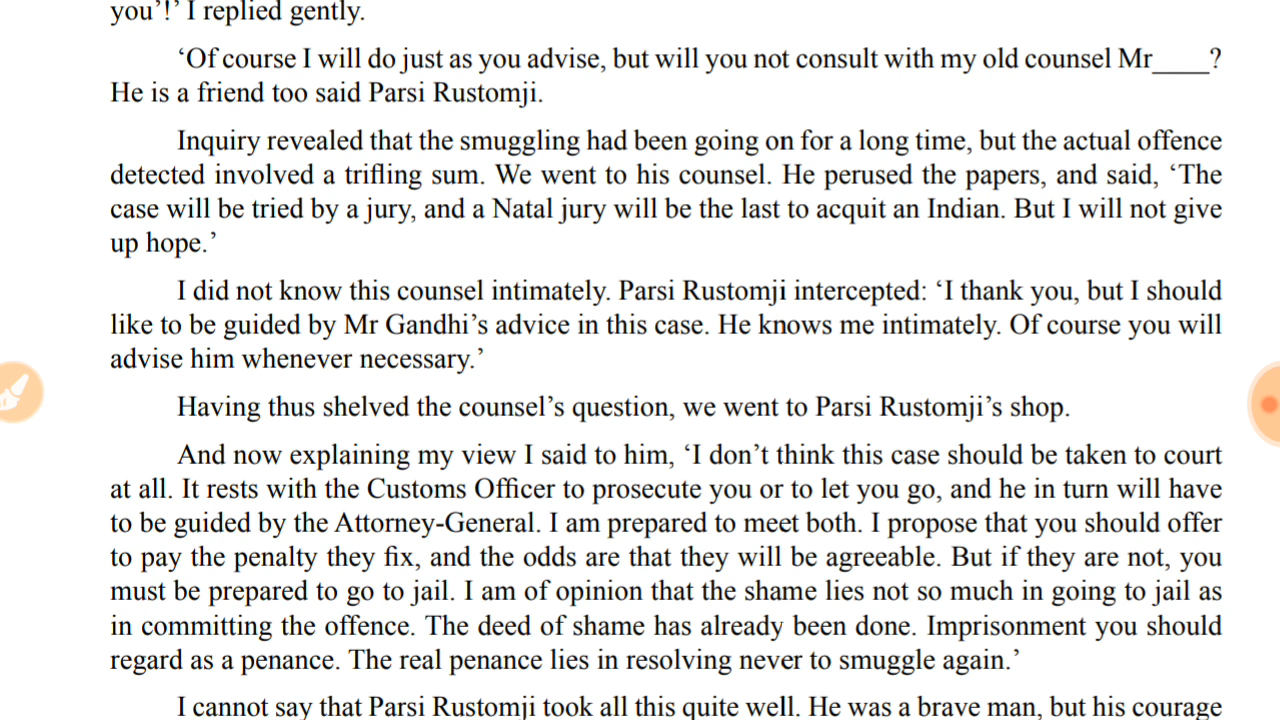 you’!’ I replied gently.
‘Of course I will do just as you advise, but will you not consult with my old counsel Mr____?
He is a friend too said Parsi Rustomji.
Inquiry revealed that the smuggling had been going on for a long time, but the actual offence
detected involved a trifling sum. We went to his counsel. He perused the papers, and said, ‘The
case will be tried by a jury, and a Natal jury will be the last to acquit an Indian. But I will not give
up hope.’
I did not know this counsel intimately. Parsi Rustomji intercepted: ‘I thank you, but I should
like to be guided by Mr Gandhi’s advice in this case. He knows me intimately. Of course you will
advise him whenever necessary.’
Having thus shelved the counsel’s question, we went to Parsi Rustomji’s shop.
And now explaining my view I said to him, ‘I don’t think this case should be taken to court
at all. It rests with the Customs Officer to prosecute you or to let you go, and he in turn will have
to be guided by the Attorney-General. I am prepared to meet both. I propose that you should offer
to pay the penalty they fix, and the odds are that they will be agreeable. But if they are not, you
must be prepared to go to jail. I am of opinion that the shame lies not so much in going to jail as
in committing the offence. The deed of shame has already been done. Imprisonment you should
regard as a penance. The real penance lies in resolving never to smuggle again.’
I cannot say that Parsi Rustomji took all this quite well. He was a brave man, but his courage